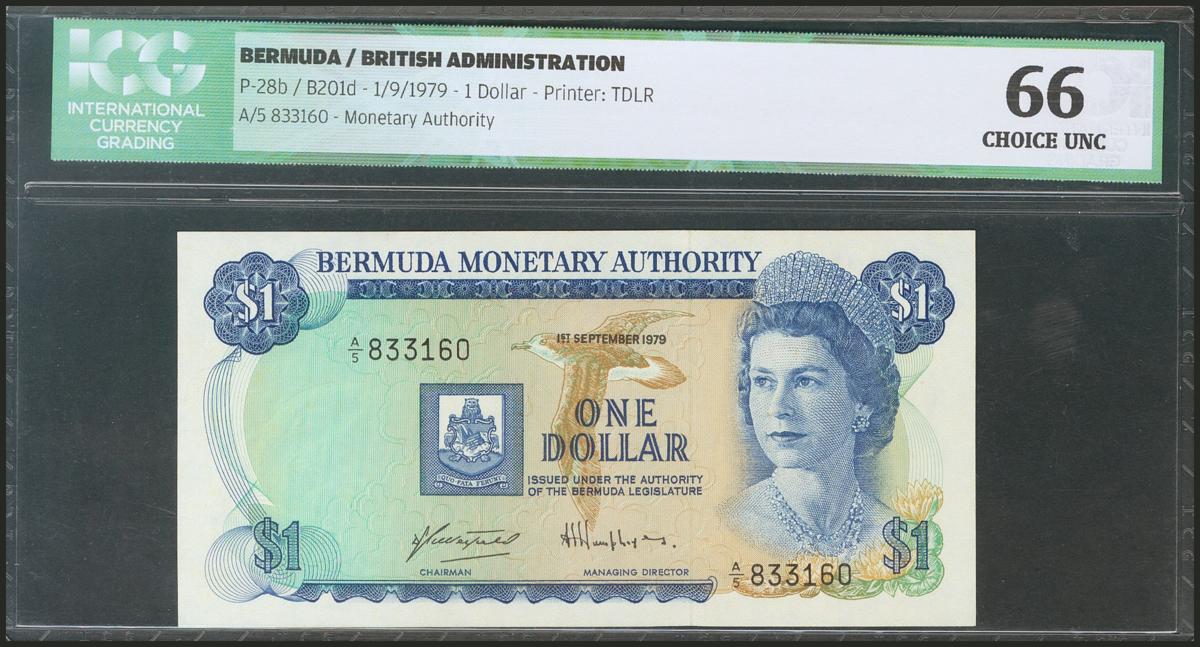 ICG
INTERNATIONAL
CURRENCY
GRADING
BERMUDA / BRITISH ADMINISTRATION
P-28b / B201d - 1/9/1979 - 1 Dollar - Printer: TDLR
A/5 833160 - Monetary Authority
66
CHOICE UNC
BERMUDA MONETARY AUTHORITY
$1
$1
A/5 833160
1ST SEPTEMBER 1979
ONE
DOLLAR
ISSUED UNDER THE AUTHORITY
OF THE BERMUDA LEGISLATURE
QUO FATA FERUNT
$1
$1
CHAIRMAN
MANAGING DIRECTOR
A/5 833160